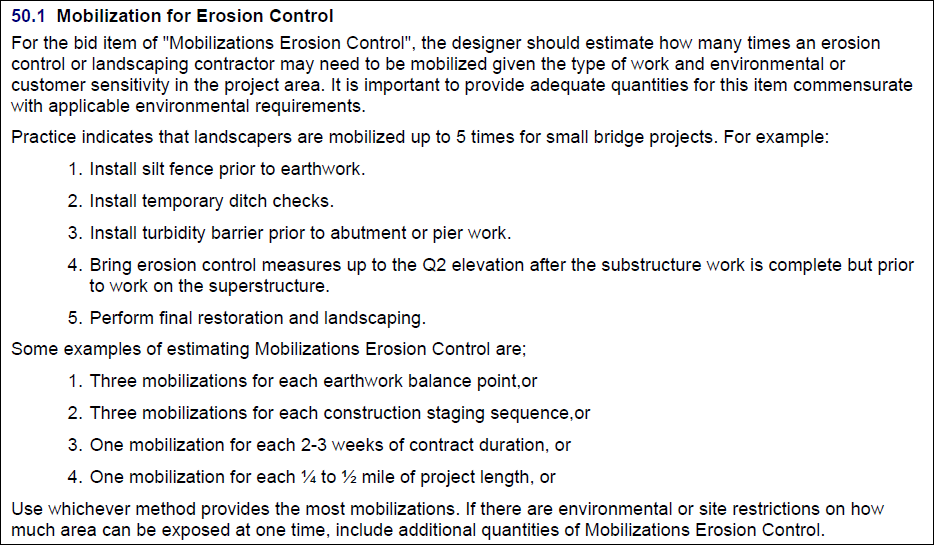 50.1 Mobilization for Erosion Control
For the bid item of "Mobilizations Erosion Control", the designer should estimate how many times an erosion
control or landscaping contractor may need to be mobilized given the type of work and environmental or
customer sensitivity in the project area. It is important to provide adequate quantities for this item commensurate
with applicable environmental requirements.
Practice indicates that landscapers are mobilized up to 5 times for small bridge projects. For example:
1. Install silt fence prior to earthwork.
2. Install temporary ditch checks.
3. Install turbidity barrier prior to abutment or pier work.
4. Bring erosion control measures up to the Q2 elevation after the substructure work is complete but prior
to work on the superstructure.
5. Perform final restoration and landscaping.
Some examples of estimating Mobilizations Erosion Control are;
1. Three mobilizations for each earthwork balance point,or
2. Three mobilizations for each construction staging sequence,or
3. One mobilization for each 2-3 weeks of contract duration, or
4. One mobilization for each ¼ to ½ mile of project length, or
Use whichever method provides the most mobilizations. If there are environmental or site restrictions on how
much area can be exposed at one time, include additional quantities of Mobilizations Erosion Control.